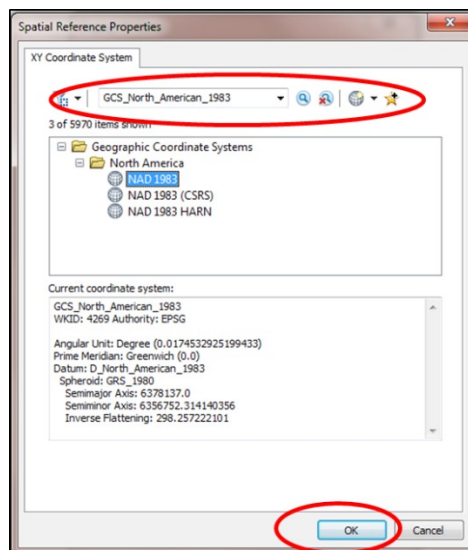 Spatial Reference Properties
XY Coordinate System
GCS_North_American_1983
3 of 5970 items shown
Geographic Coordinate Systems
North America
NAD 1983
NAD 1983 (CSRS)
NAD 1983 HARN
Current coordinate system:
GCS_North_American_1983
WKID: 4269 Authority: EPSG
Angular Unit: Degree (0.0174532925199433)
Prime Meridian: Greenwich (0.0)
Datum: D_North_American_1983
Spheroid: GRS_1980
Semimajor Axis: 6378137.0
Semiminor Axis: 6356752.314140356
Inverse Flattening: 298.257222101
OK Cancel